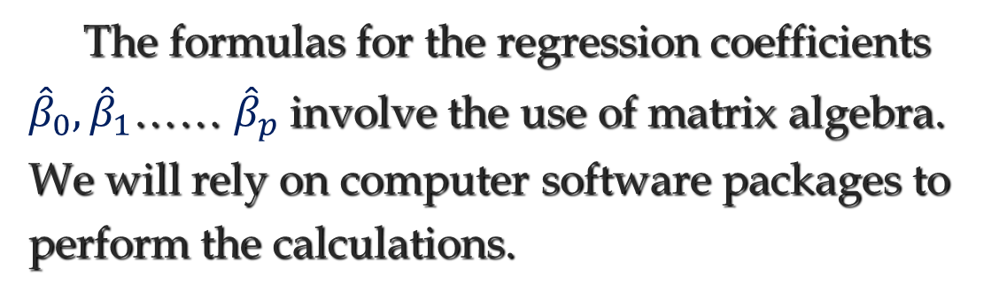 The formulas for the regression coefficients
β̂₀, β̂₁...... β̂ₚ involve the use of matrix algebra.
We will rely on computer software packages to
perform the calculations.